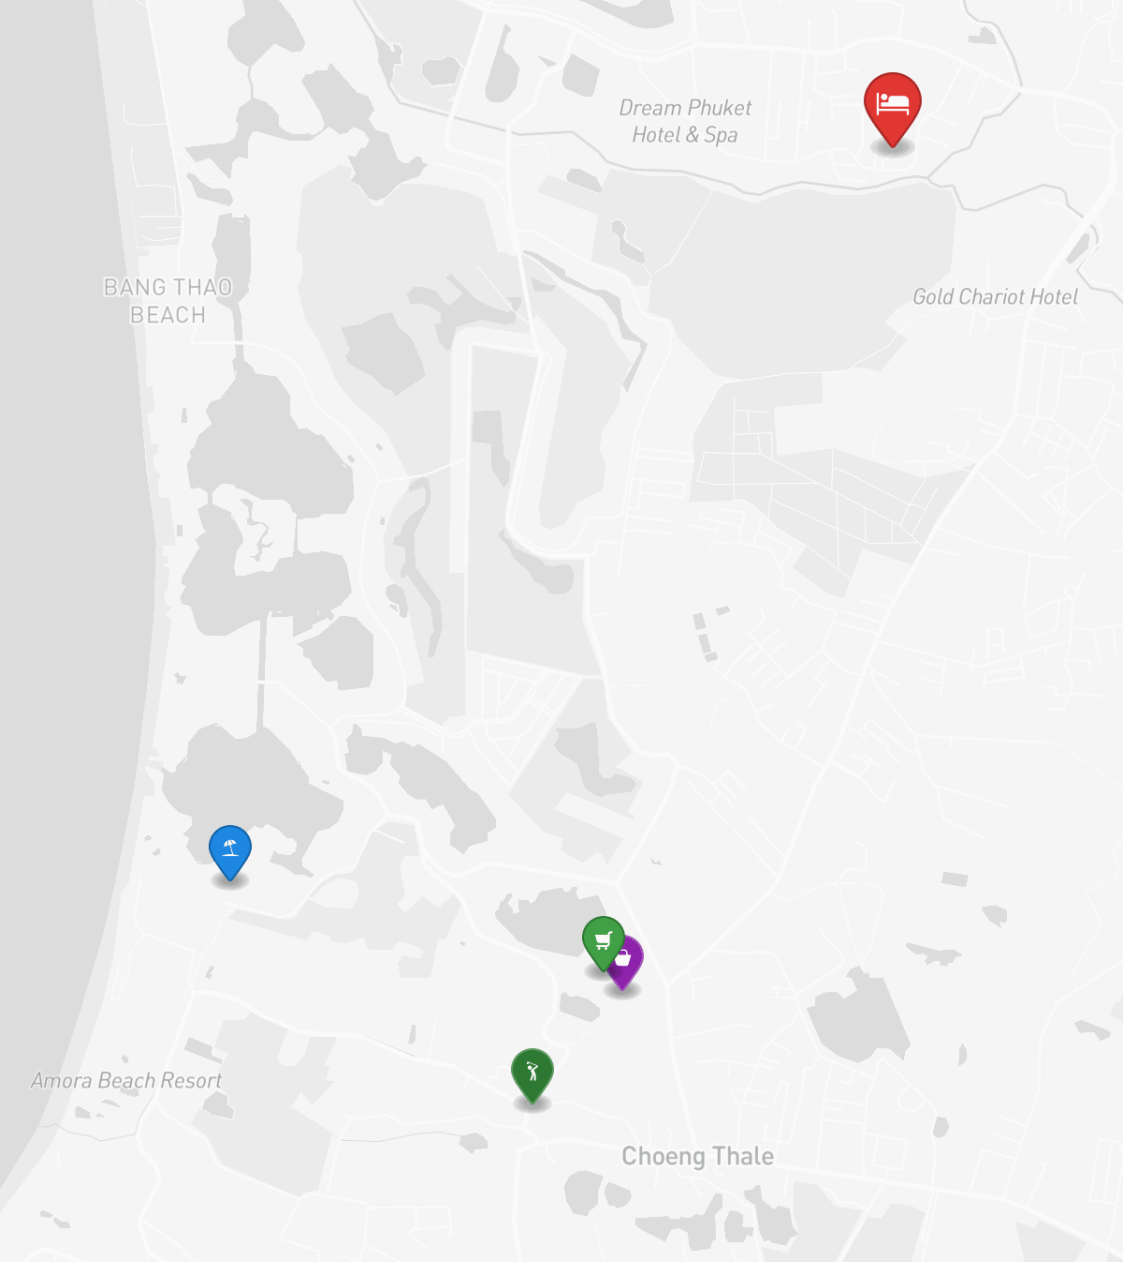 Dream Phuket
Hotel & Spa
BANG THAO
BEACH
Gold Chariot Hotel
Amora Beach Resort
Choeng Thale